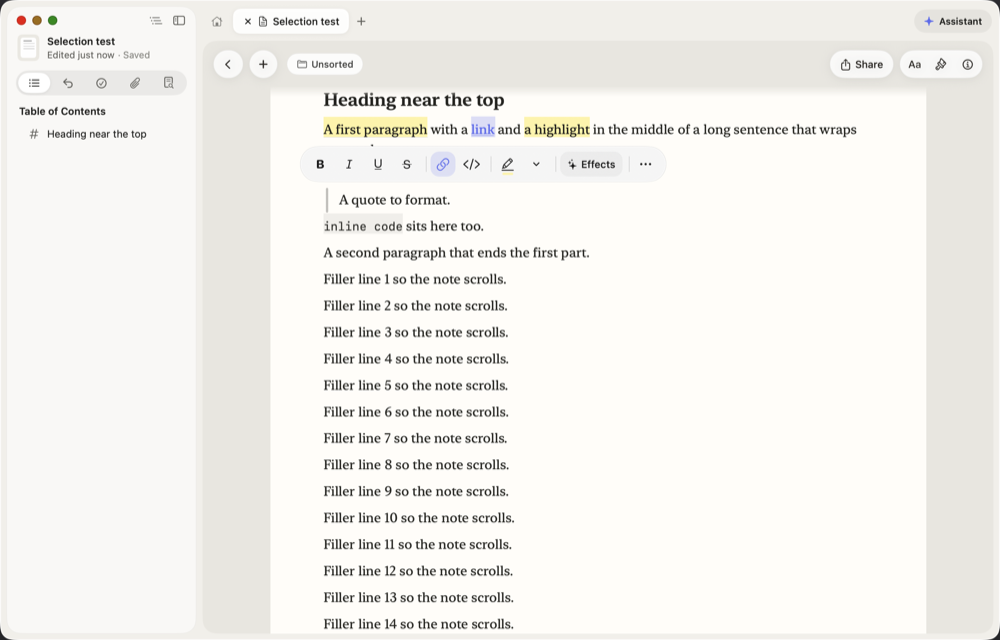 Selection test
Edited just now · Saved
Table of Contents
# Heading near the top
Selection test
Assistant
Unsorted
Share
Aa
Heading near the top
A first paragraph with a link and a highlight in the middle of a long sentence that wraps
B I U S </> Effects
A quote to format.
inline code sits here too.
A second paragraph that ends the first part.
Filler line 1 so the note scrolls.
Filler line 2 so the note scrolls.
Filler line 3 so the note scrolls.
Filler line 4 so the note scrolls.
Filler line 5 so the note scrolls.
Filler line 6 so the note scrolls.
Filler line 7 so the note scrolls.
Filler line 8 so the note scrolls.
Filler line 9 so the note scrolls.
Filler line 10 so the note scrolls.
Filler line 11 so the note scrolls.
Filler line 12 so the note scrolls.
Filler line 13 so the note scrolls.
Filler line 14 so the note scrolls.